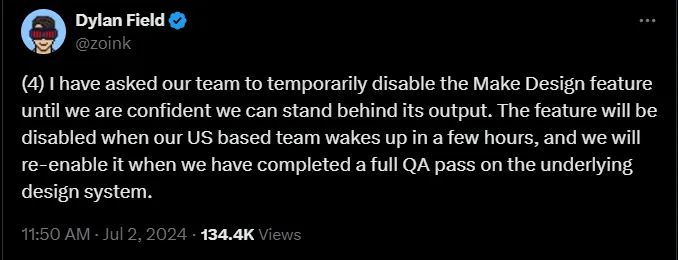 Dylan Field
@zoink
(4) I have asked our team to temporarily disable the Make Design feature
until we are confident we can stand behind its output. The feature will be
disabled when our US based team wakes up in a few hours, and we will
re-enable it when we have completed a full QA pass on the underlying
design system.
11:50 AM · Jul 2, 2024 · 134.4K Views